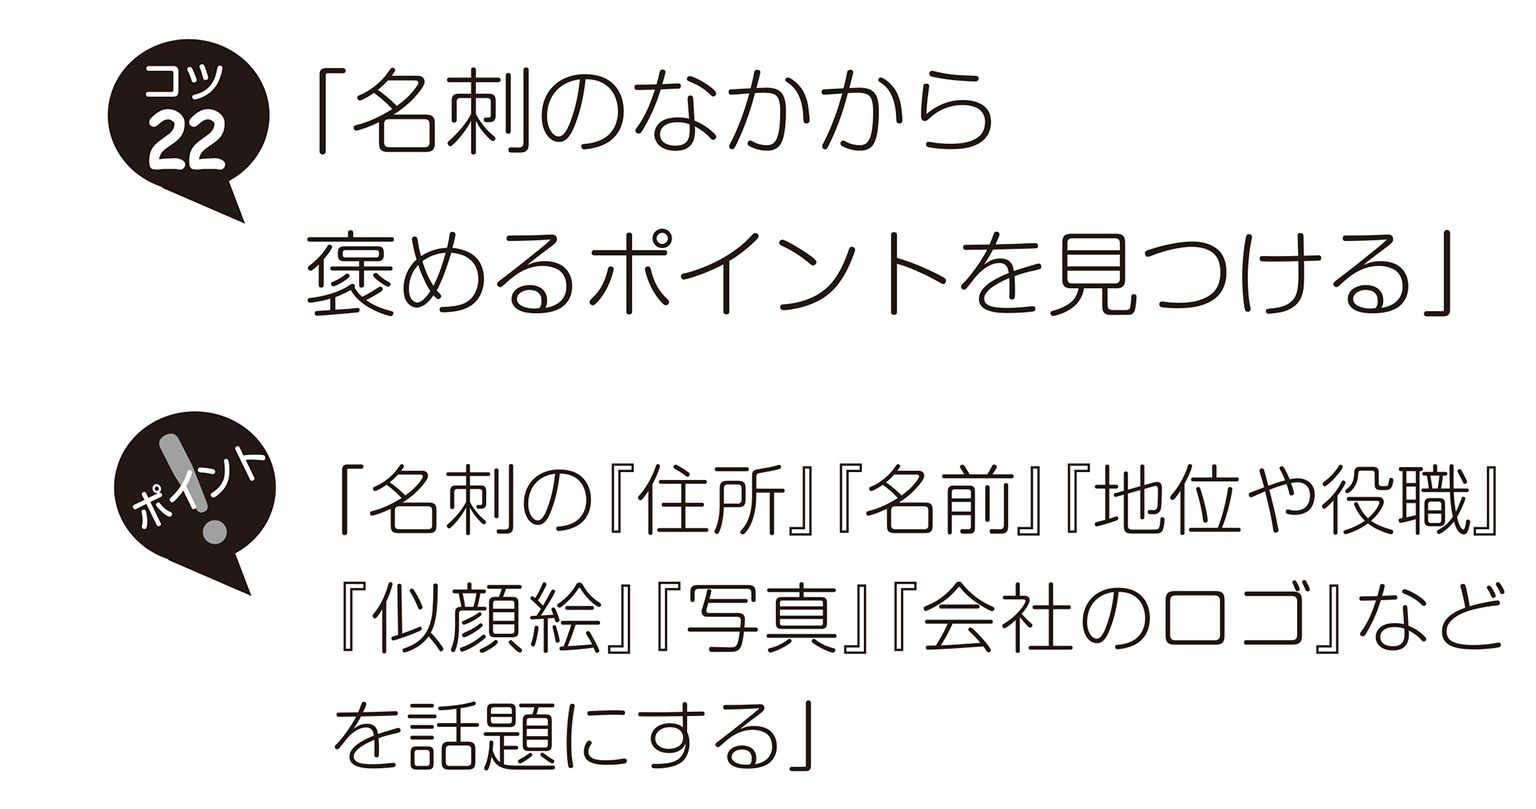 コツ
22
「名刺のなかから
褒めるポイントを見つける」
ポイント
「名刺の『住所』『名前』『地位や役職』
『似顔絵』『写真』『会社のロゴ』など
を話題にする」